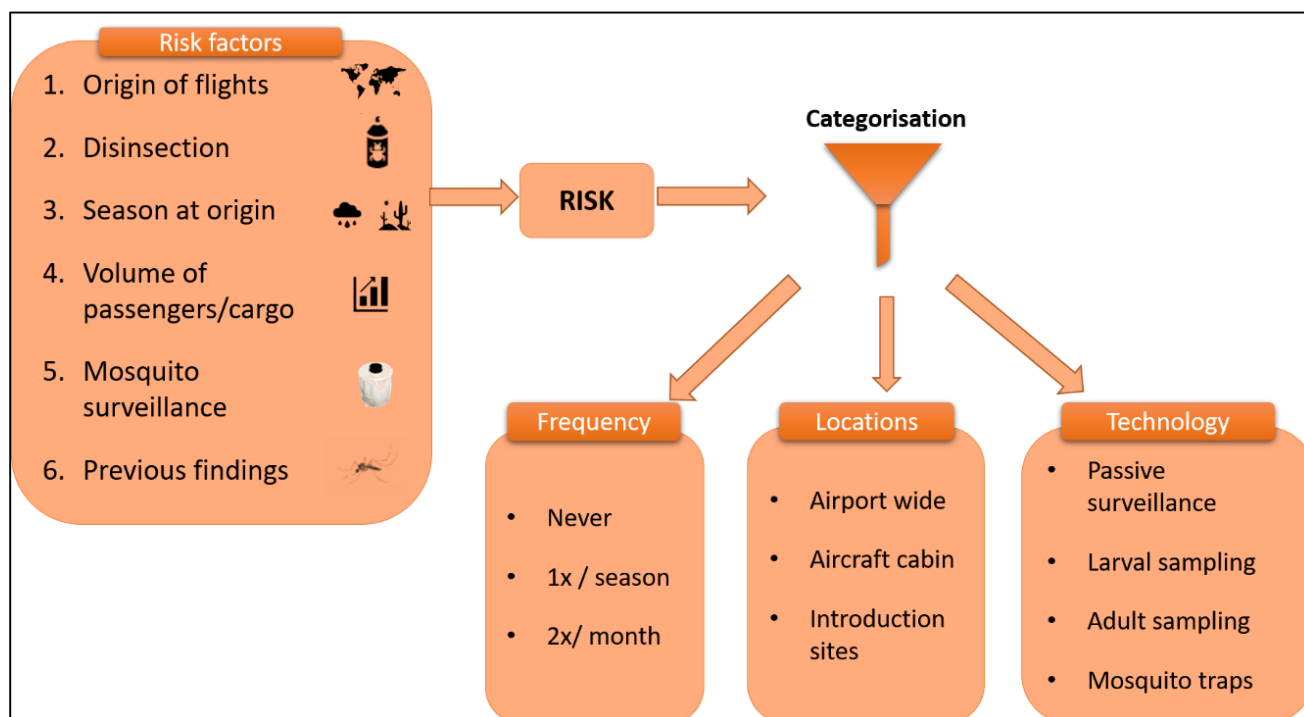 Risk factors
1. Origin of flights
2. Disinsection
3. Season at origin
4. Volume of
passengers/cargo
5. Mosquito
surveillance
6. Previous findings
RISK
Categorisation
Frequency
• Never
• 1x / season
• 2x/ month
Locations
• Airport wide
• Aircraft cabin
• Introduction
sites
Technology
• Passive
surveillance
• Larval sampling
• Adult sampling
• Mosquito traps